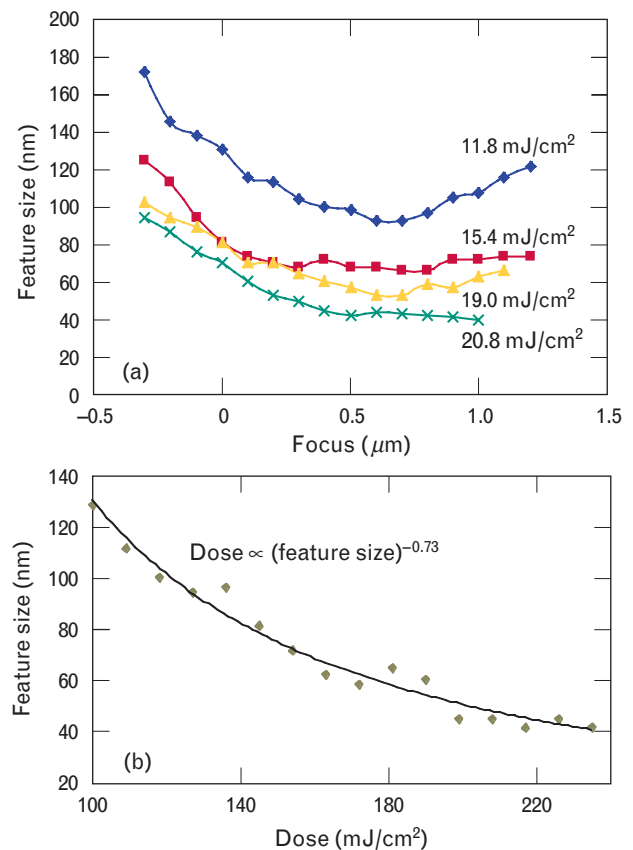 200
180
160
140
120
100
80
60
40
20
0
Feature size (nm)
11.8 mJ/cm²
15.4 mJ/cm²
19.0 mJ/cm²
20.8 mJ/cm²
(a)
–0.5 0 0.5 1.0 1.5
Focus (μm)
140
120
100
80
60
40
20
Feature size (nm)
Dose ∝ (feature size)⁻⁰·⁷³
(b)
100 140 180 220
Dose (mJ/cm²)